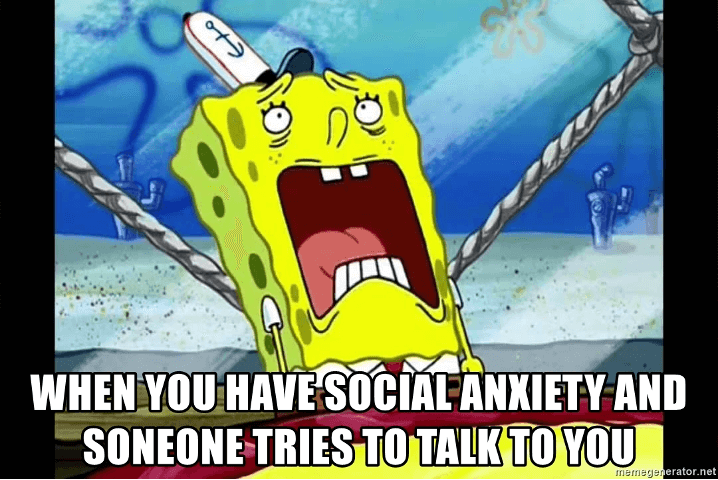 WHEN YOU HAVE SOCIAL ANXIETY AND
SONEONE TRIES TO TALK TO YOU
memegenerator.net